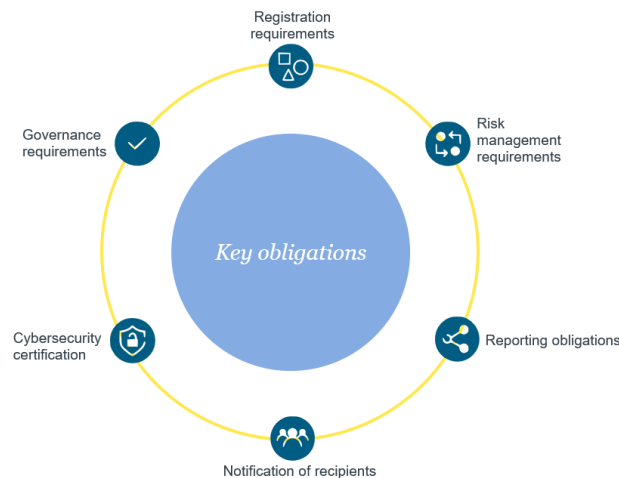 Registration
requirements
Governance
requirements
Risk
management
requirements
Key obligations
Cybersecurity
certification
Reporting obligations
Notification of recipients